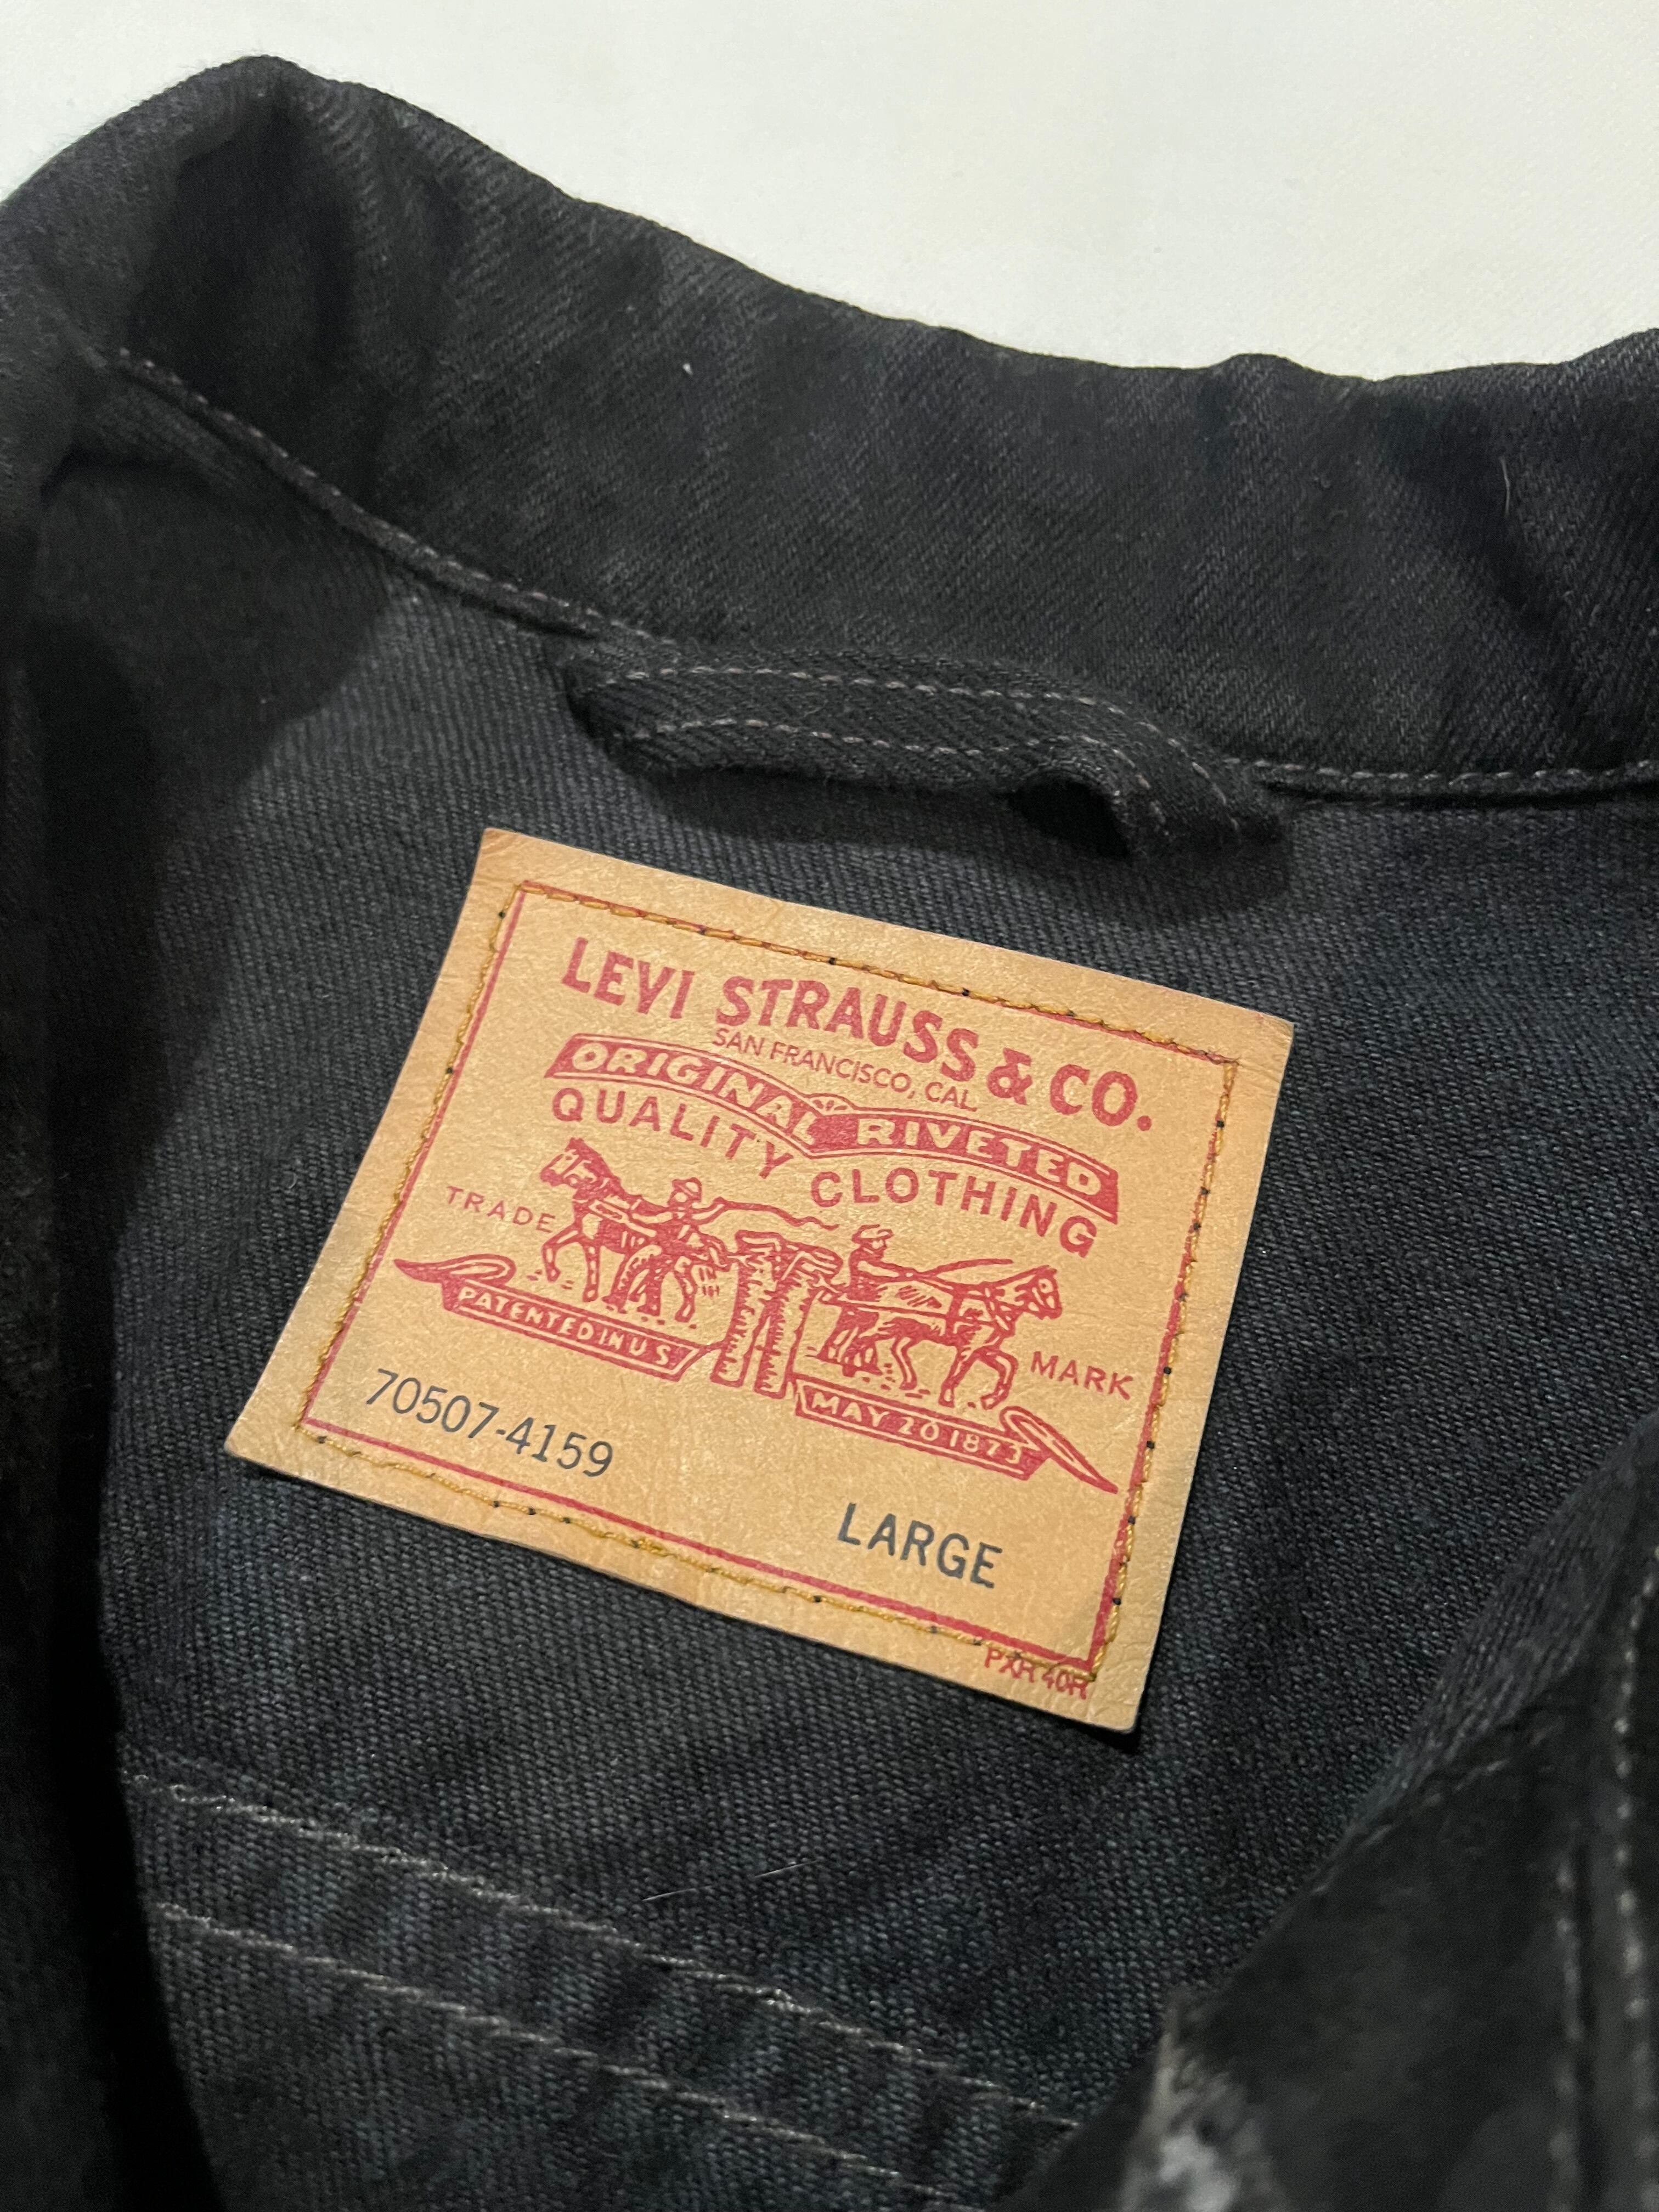 LEVI STRAUSS & CO.
SAN FRANCISCO, CAL.
ORIGINAL RIVETED
QUALITY CLOTHING
TRADE MARK
PATENTED IN U S.
MAY 20 1873
70507-4159
LARGE
PXR 40R